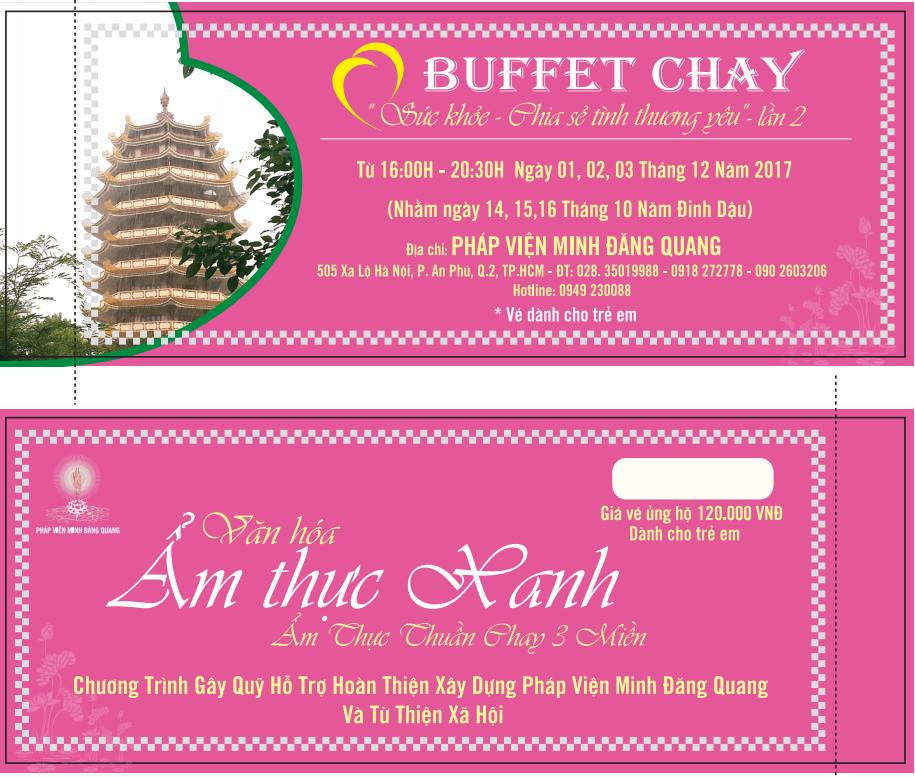 BUFFET CHAY
"Sức khỏe - Chia sẻ tình thương yêu" - lần 2
Từ 16:00H - 20:30H Ngày 01, 02, 03 Tháng 12 Năm 2017
(Nhằm ngày 14, 15,16 Tháng 10 Năm Đinh Dậu)
Địa chỉ: PHÁP VIỆN MINH ĐĂNG QUANG
505 Xa Lộ Hà Nội, P. An Phú, Q.2, TP.HCM - ĐT: 028. 35019988 - 0918 272778 - 090 2603206
Hotline: 0949 230088
* Vé dành cho trẻ em
PHÁP VIỆN MINH ĐĂNG QUANG
Giá vé ủng hộ 120.000 VNĐ
Dành cho trẻ em
Văn hóa
Ẩm thực Xanh
Ẩm Thực Thuần Chay 3 Miền
Chương Trình Gây Quỹ Hỗ Trợ Hoàn Thiện Xây Dựng Pháp Viện Minh Đăng Quang
Và Từ Thiện Xã Hội